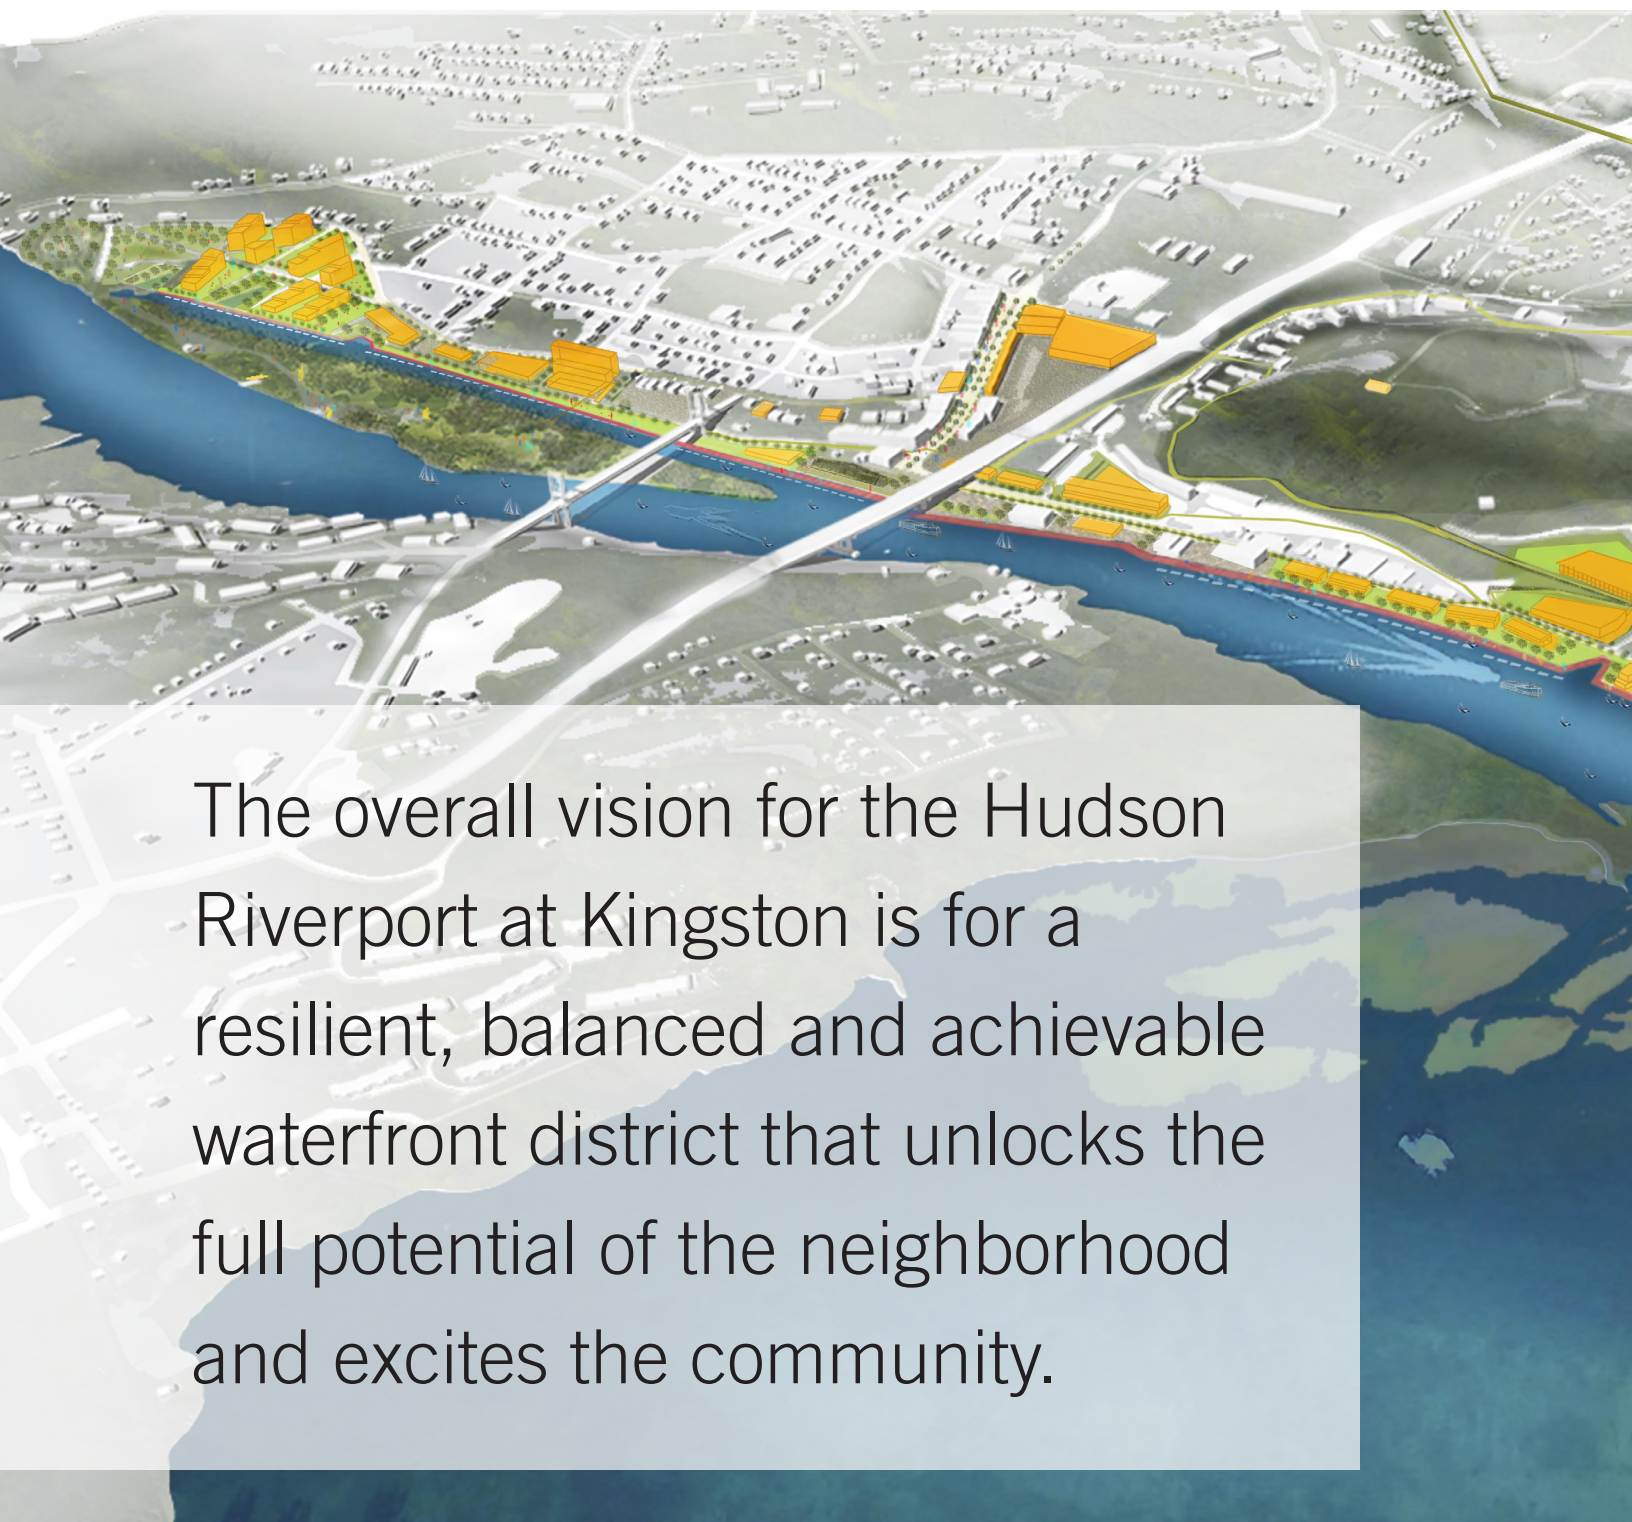 The overall vision for the Hudson
Riverport at Kingston is for a
resilient, balanced and achievable
waterfront district that unlocks the
full potential of the neighborhood
and excites the community.